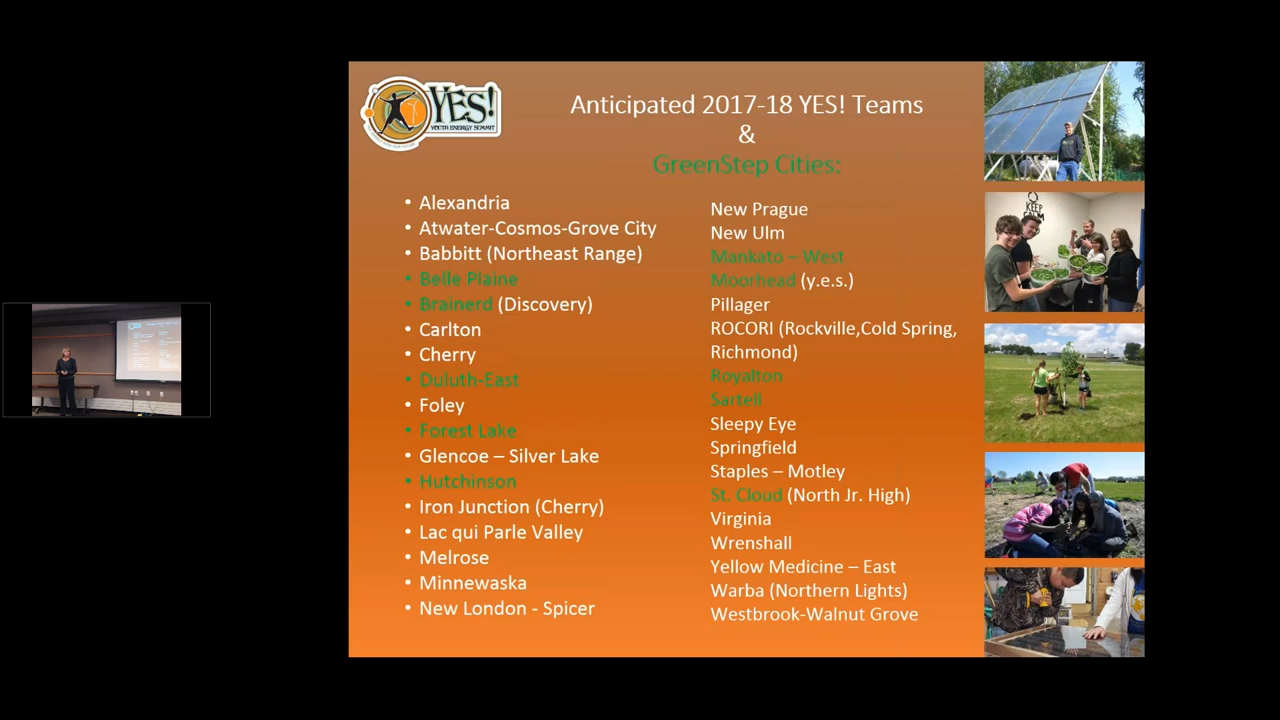 YES!
YOUTH ENERGY SUMMIT
Anticipated 2017-18 YES! Teams
&
GreenStep Cities:
• Alexandria
• Atwater-Cosmos-Grove City
• Babbitt (Northeast Range)
• Belle Plaine
• Brainerd (Discovery)
• Carlton
• Cherry
• Duluth-East
• Foley
• Forest Lake
• Glencoe – Silver Lake
• Hutchinson
• Iron Junction (Cherry)
• Lac qui Parle Valley
• Melrose
• Minnewaska
• New London - Spicer
New Prague
New Ulm
Mankato – West
Moorhead (y.e.s.)
Pillager
ROCORI (Rockville,Cold Spring,
Richmond)
Royalton
Sartell
Sleepy Eye
Springfield
Staples – Motley
St. Cloud (North Jr. High)
Virginia
Wrenshall
Yellow Medicine – East
Warba (Northern Lights)
Westbrook-Walnut Grove
KEEP
CALM